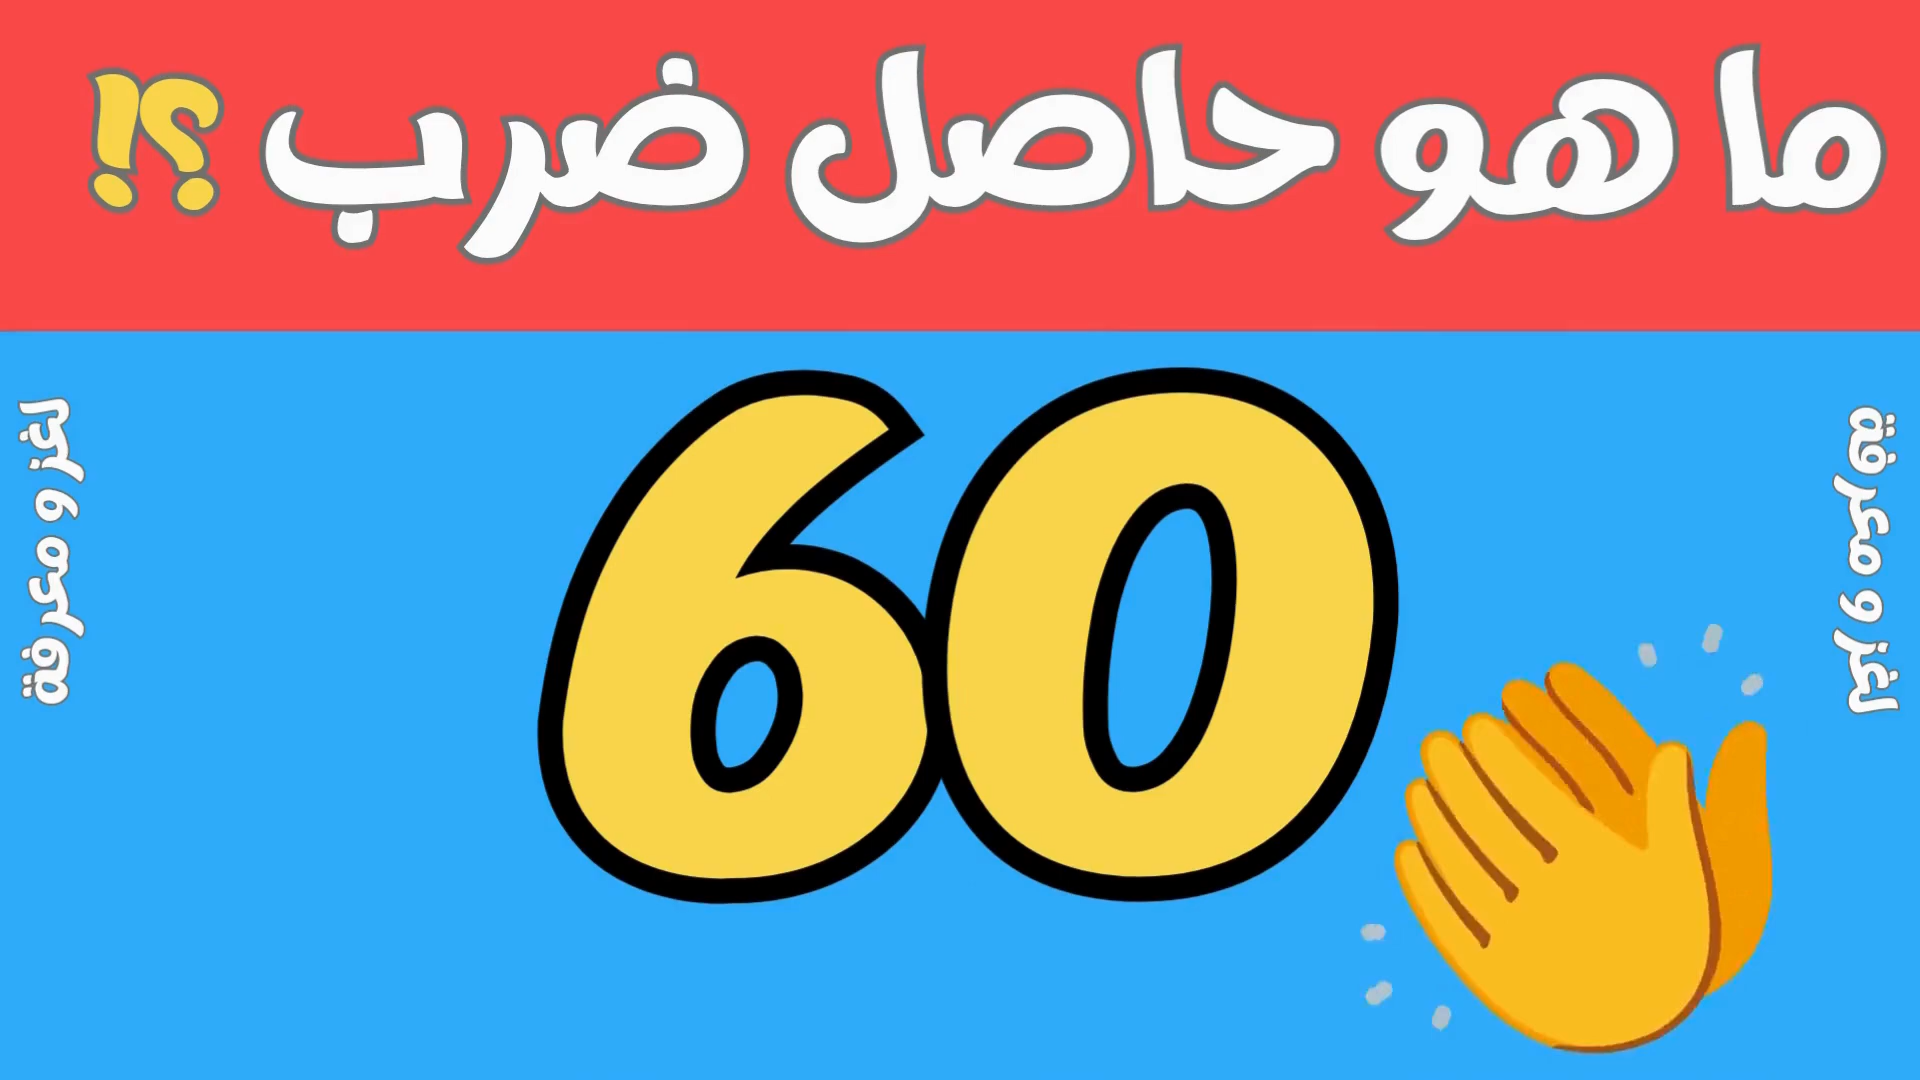 ما هو حاصل ضرب ؟!
60
لغز و معرفة
لغز و معرفة